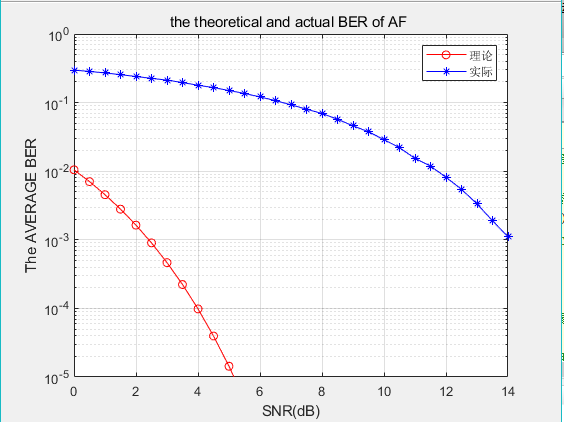 the theoretical and actual BER of AF
理论
实际
The AVERAGE BER
10^0
10^-1
10^-2
10^-3
10^-4
10^-5
0 2 4 6 8 10 12 14
SNR(dB)